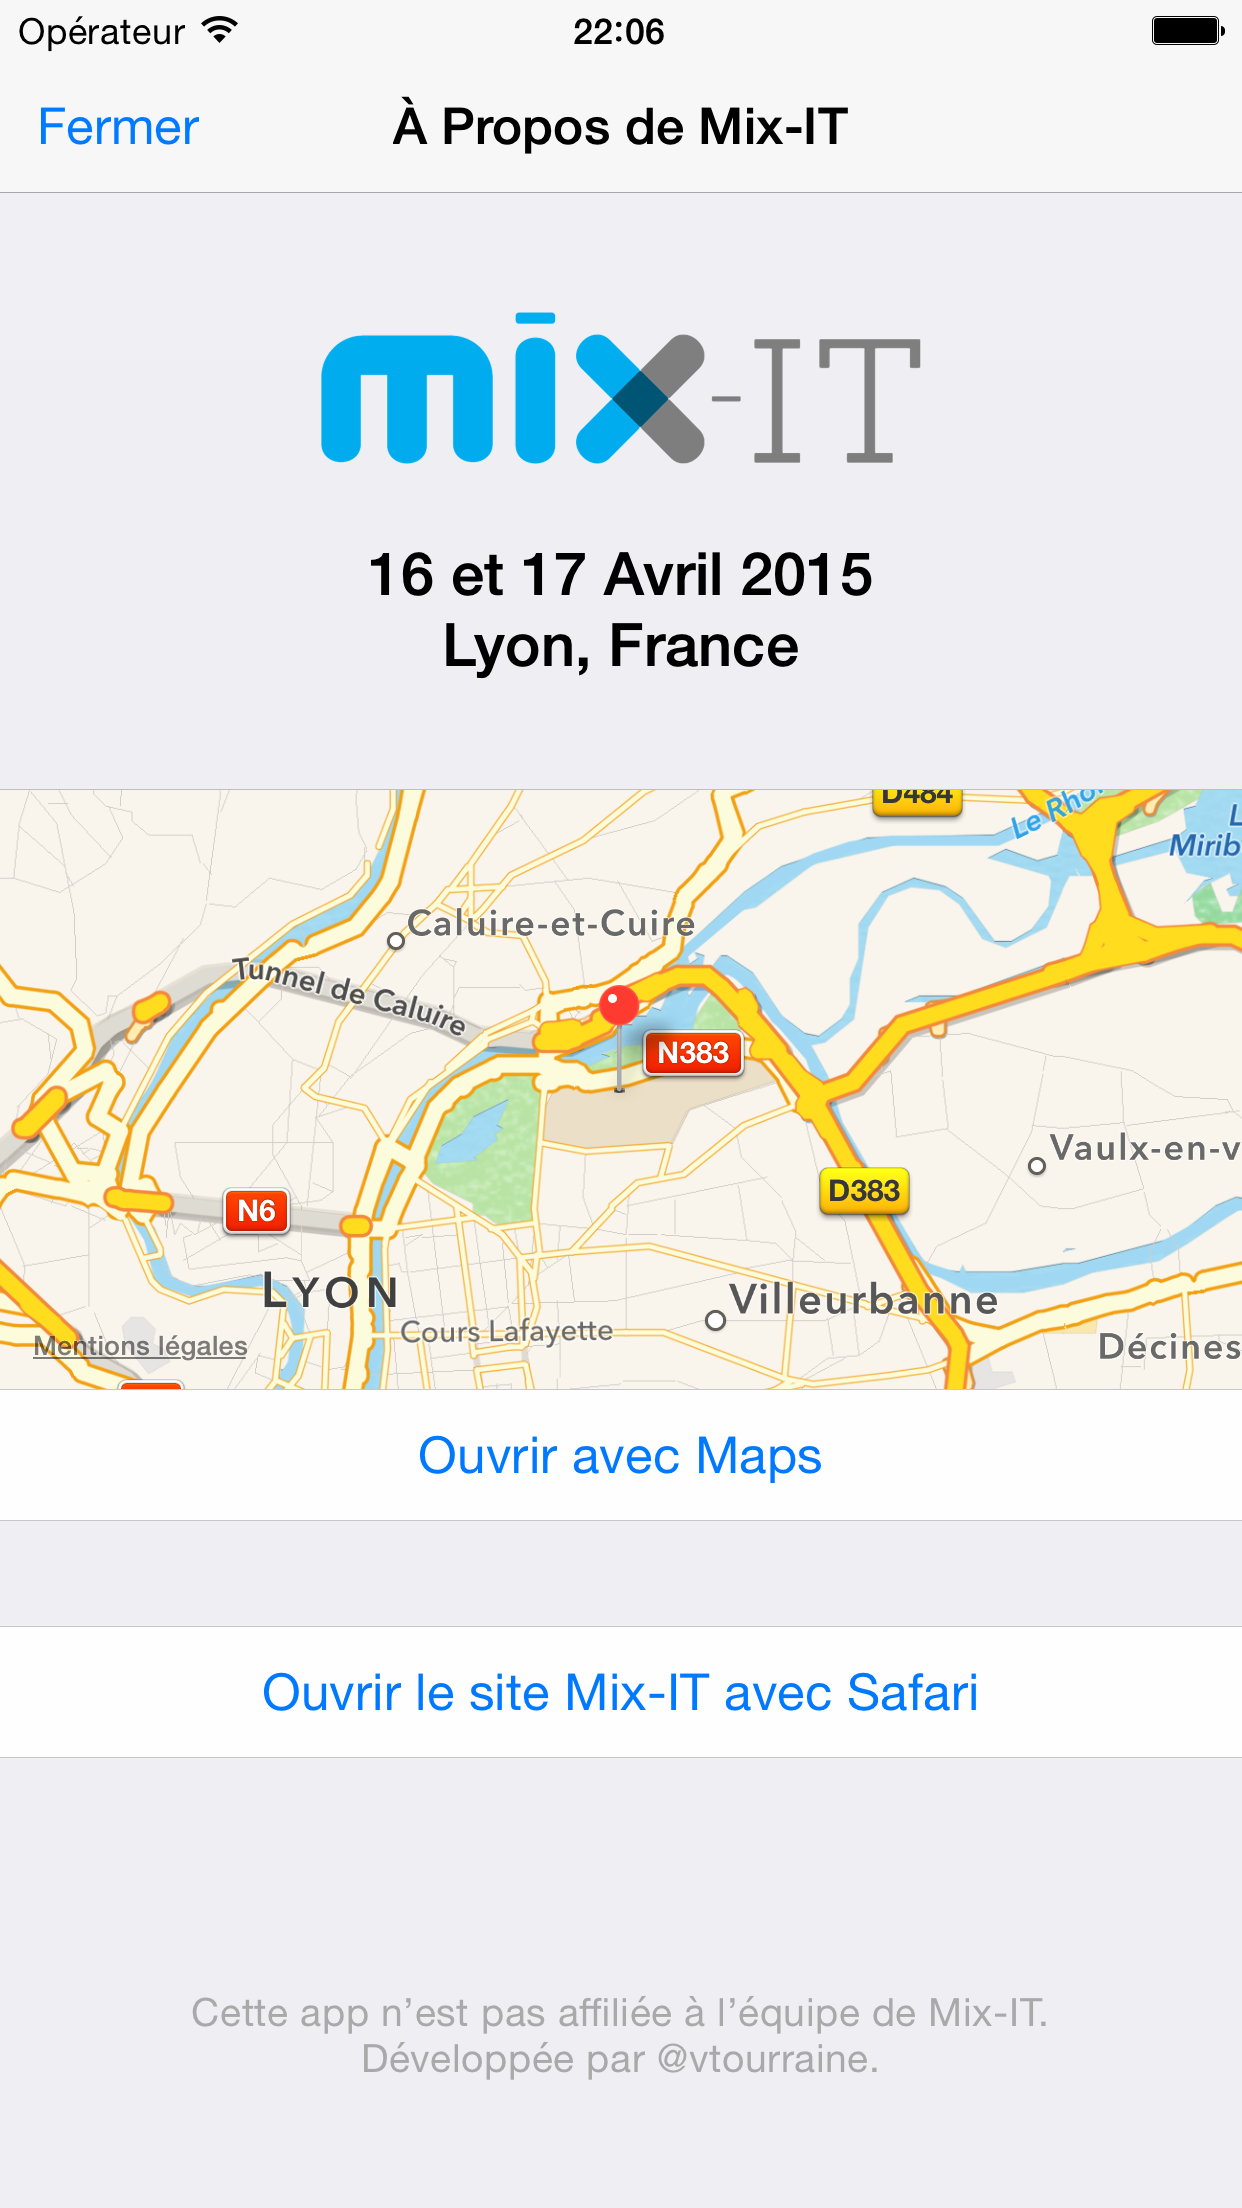 Opérateur 22:06
Fermer À Propos de Mix-IT
mix-IT
16 et 17 Avril 2015
Lyon, France
D484
Caluire-et-Cuire
Tunnel de Caluire
N383
Vaulx-en-v
D383
N6
LYON
Villeurbanne
Cours Lafayette
Mentions légales
Décines
Ouvrir avec Maps
Ouvrir le site Mix-IT avec Safari
Cette app n’est pas affiliée à l’équipe de Mix-IT.
Développée par @vtourraine.